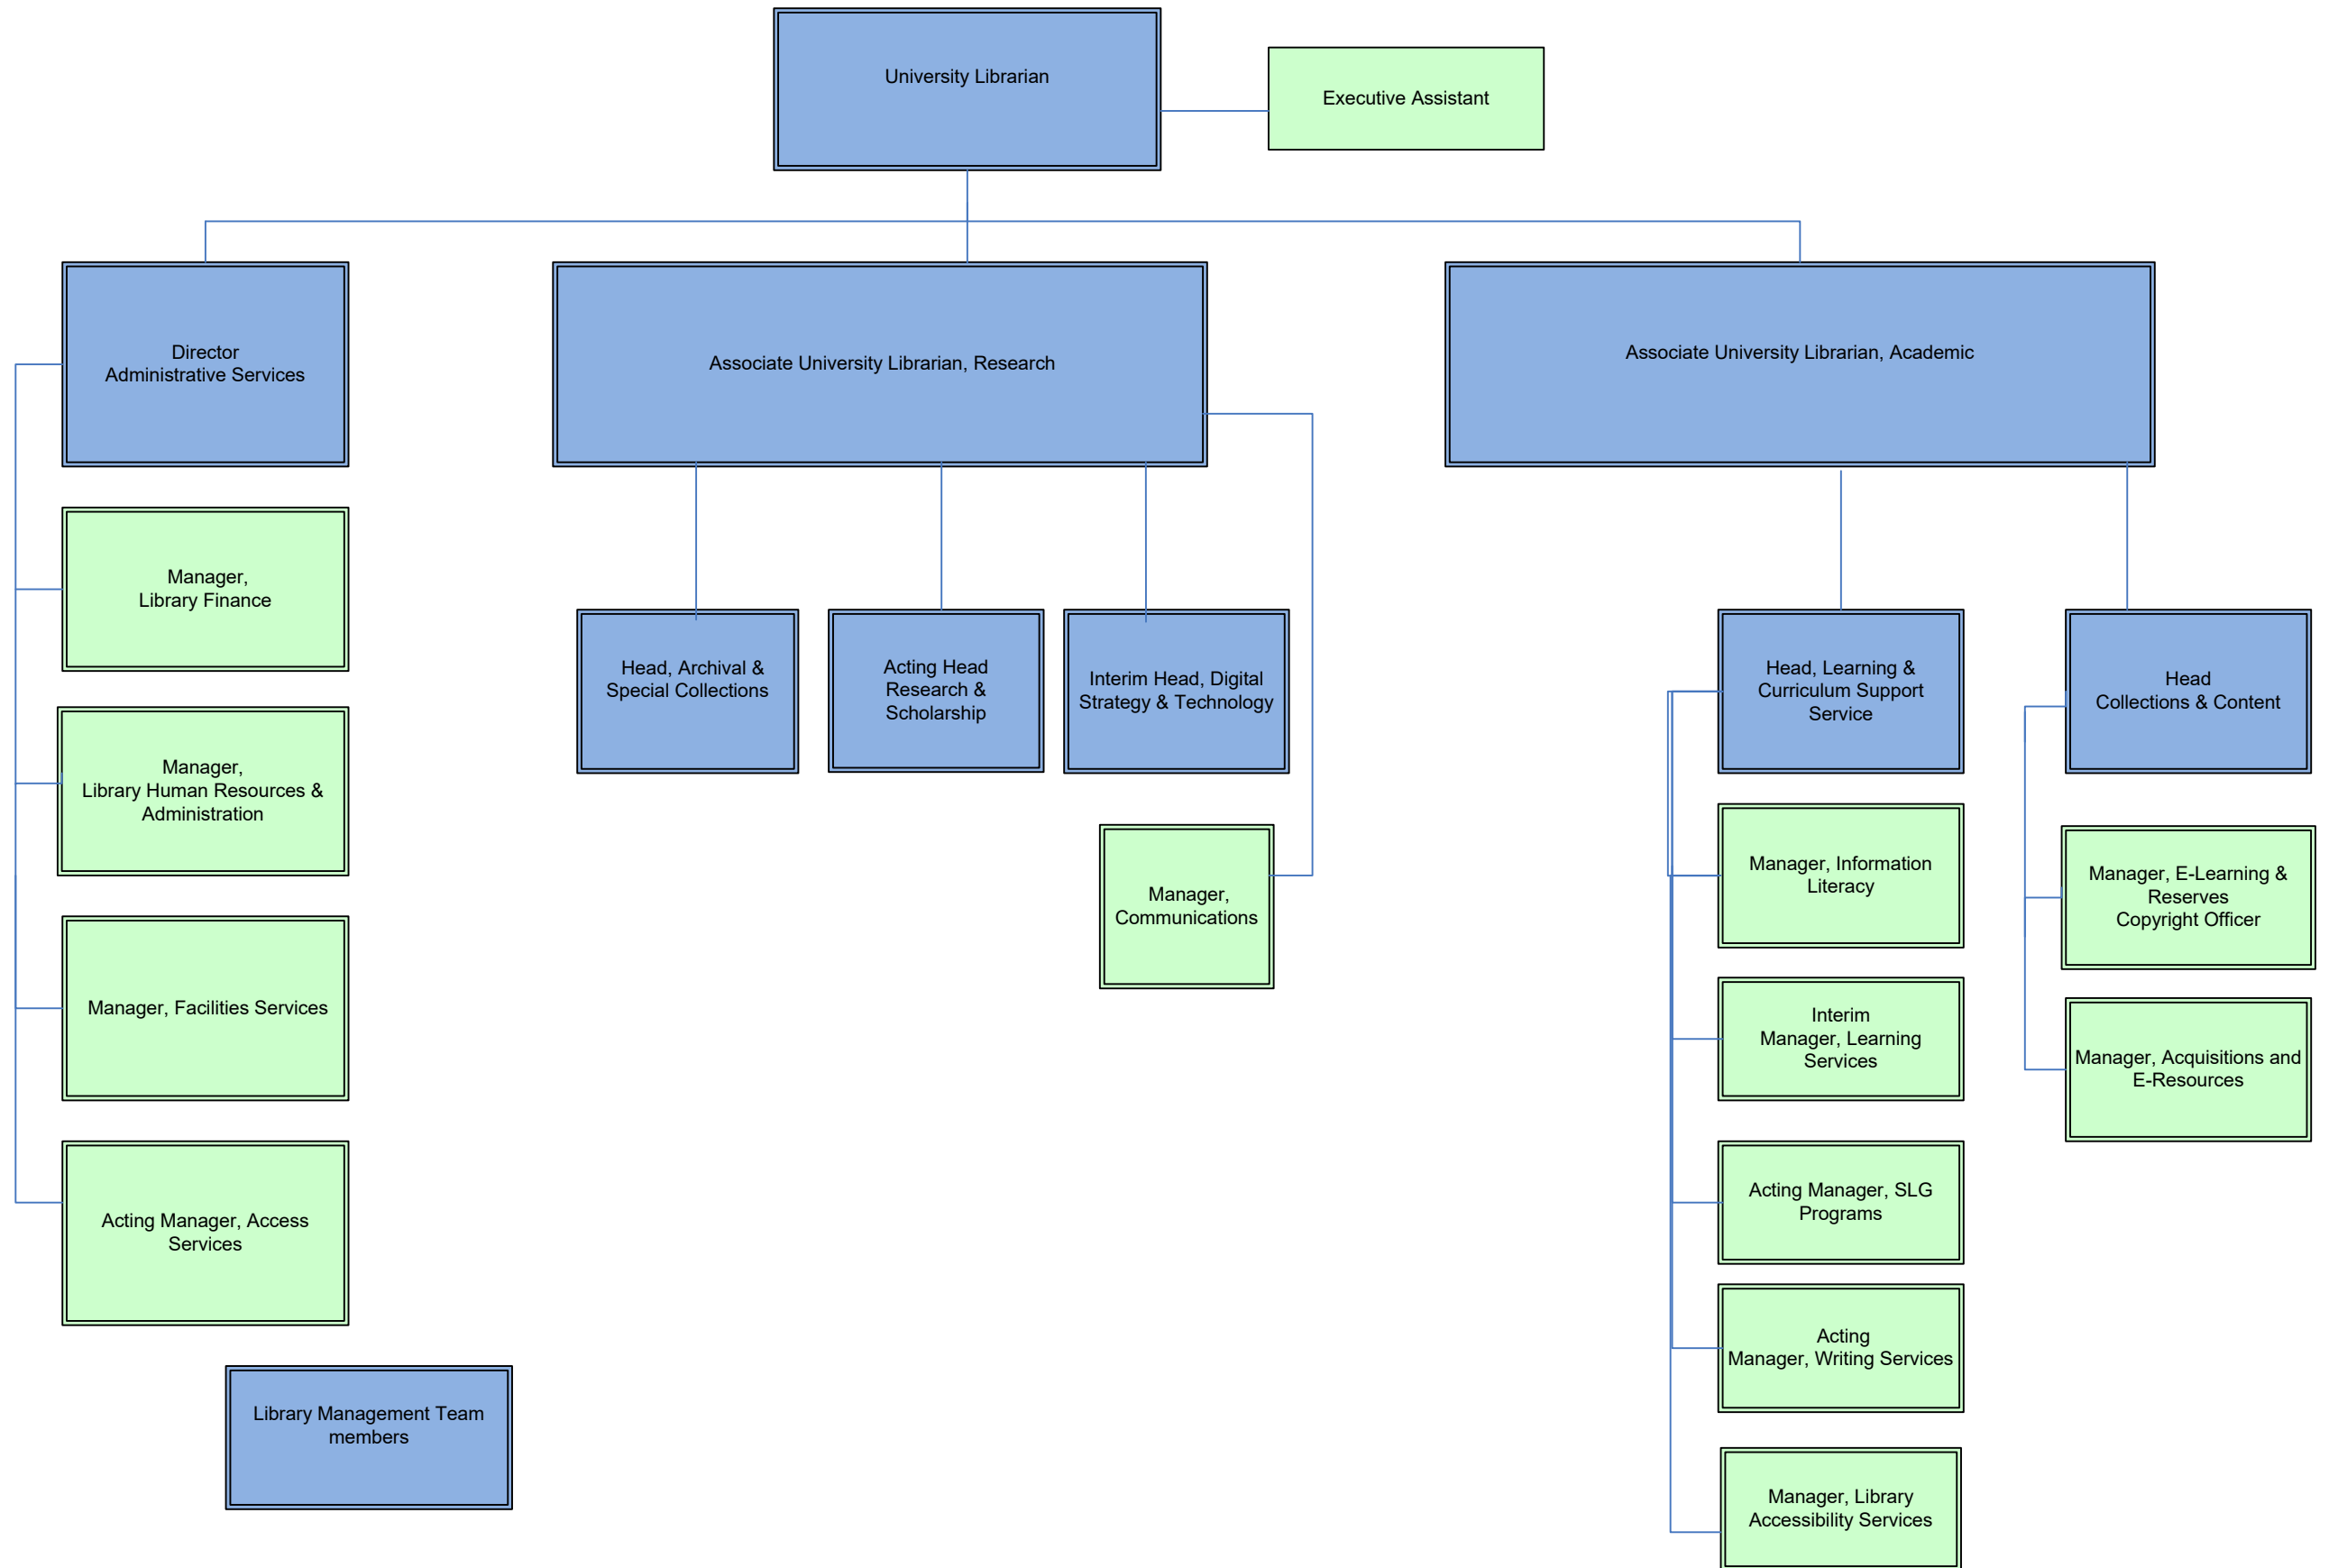 University Librarian
Executive Assistant
Director
Administrative Services
Associate University Librarian, Research
Associate University Librarian, Academic
Manager,
Library Finance
Manager,
Library Human Resources &
Administration
Manager, Facilities Services
Acting Manager, Access
Services
Head, Archival &
Special Collections
Acting Head
Research &
Scholarship
Interim Head, Digital
Strategy & Technology
Manager,
Communications
Head, Learning &
Curriculum Support
Service
Manager, Information
Literacy
Interim
Manager, Learning
Services
Acting Manager, SLG
Programs
Acting
Manager, Writing Services
Manager, Library
Accessibility Services
Head
Collections & Content
Manager, E-Learning &
Reserves
Copyright Officer
Manager, Acquisitions and
E-Resources
Library Management Team
members